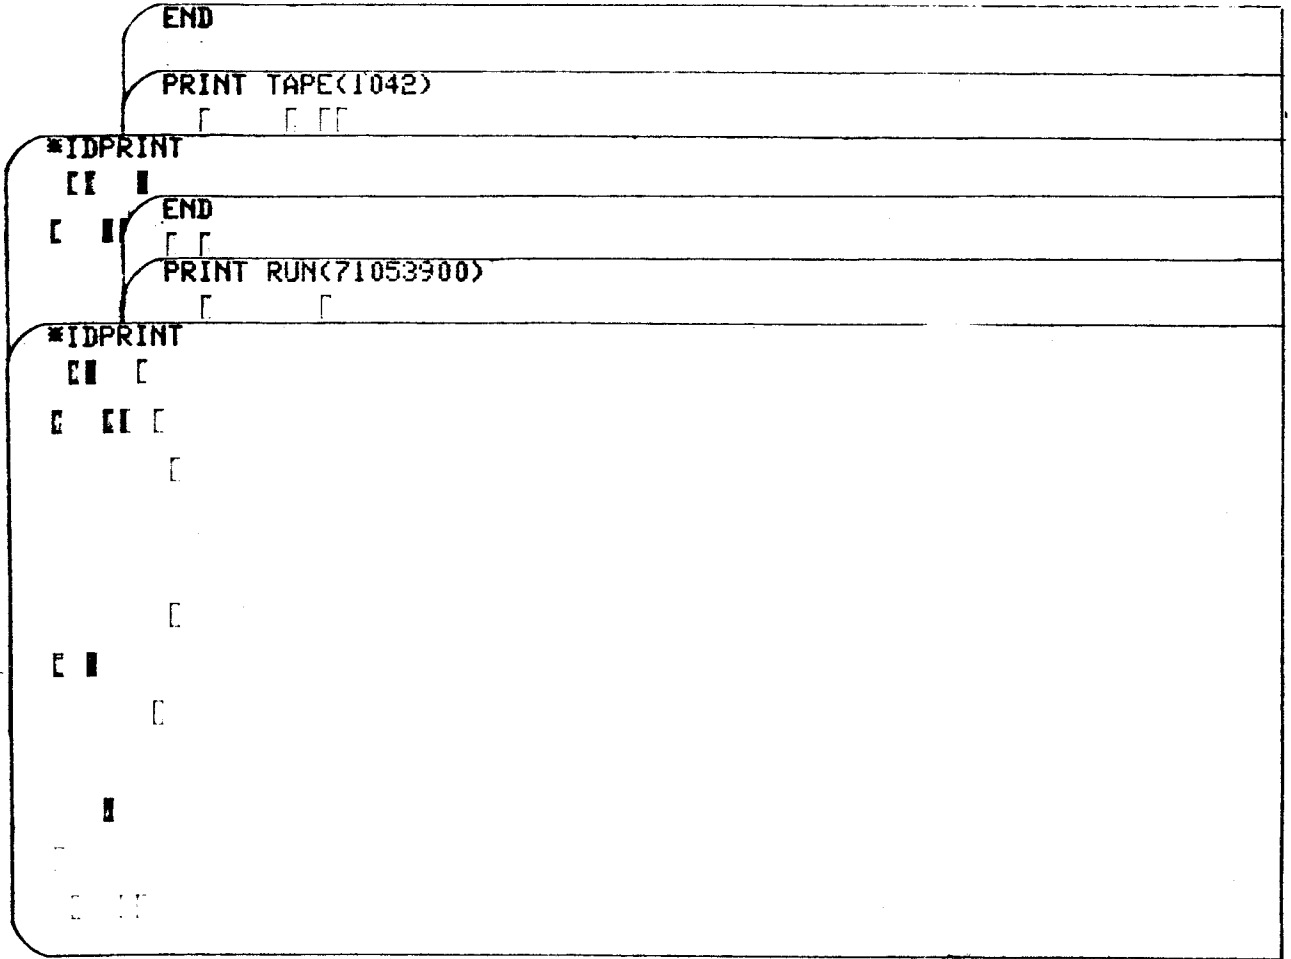 END
PRINT TAPE(1042)
*IDPRINT
END
PRINT RUN(71053900)
*IDPRINT